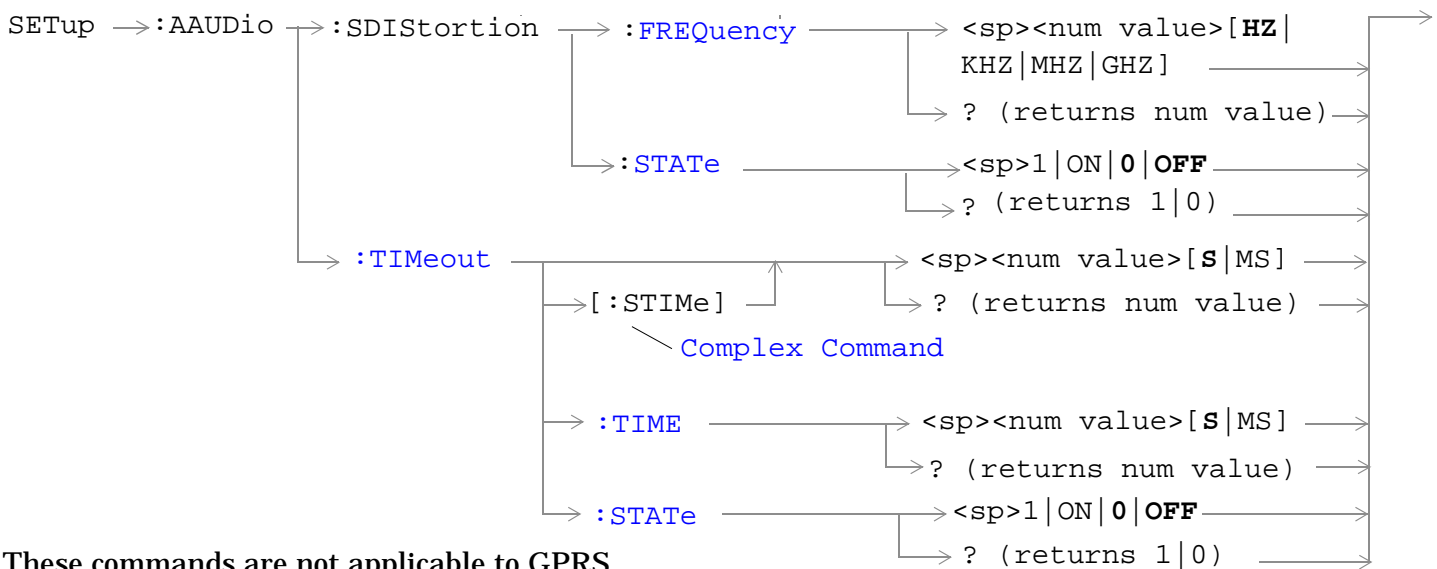 SETup :AAUDio :SDIStortion :FREQuency <sp><num value>[HZ|
KHZ|MHZ|GHZ]
? (returns num value)
:STATe <sp>1|ON|0|OFF
? (returns 1|0)
:TIMeout <sp><num value>[S|MS]
[:STIMe] ? (returns num value)
Complex Command
:TIME <sp><num value>[S|MS]
? (returns num value)
:STATe <sp>1|ON|0|OFF
? (returns 1|0)
These commands are not applicable to GPRS